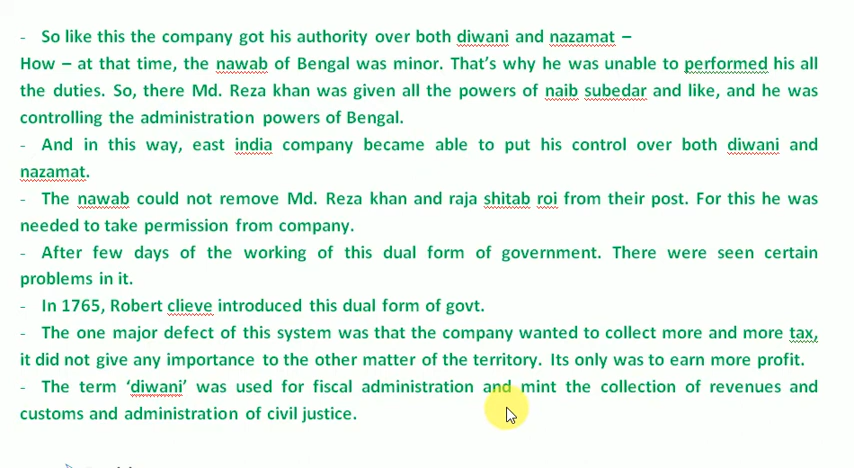 - So like this the company got his authority over both diwani and nazamat –
How – at that time, the nawab of Bengal was minor. That's why he was unable to performed his all
the duties. So, there Md. Reza khan was given all the powers of naib subedar and like, and he was
controlling the administration powers of Bengal.
- And in this way, east india company became able to put his control over both diwani and
nazamat.
- The nawab could not remove Md. Reza khan and raja shitab roi from their post. For this he was
needed to take permission from company.
- After few days of the working of this dual form of government. There were seen certain
problems in it.
- In 1765, Robert clieve introduced this dual form of govt.
- The one major defect of this system was that the company wanted to collect more and more tax,
it did not give any importance to the other matter of the territory. Its only was to earn more profit.
- The term ‘diwani’ was used for fiscal administration and mint the collection of revenues and
customs and administration of civil justice.